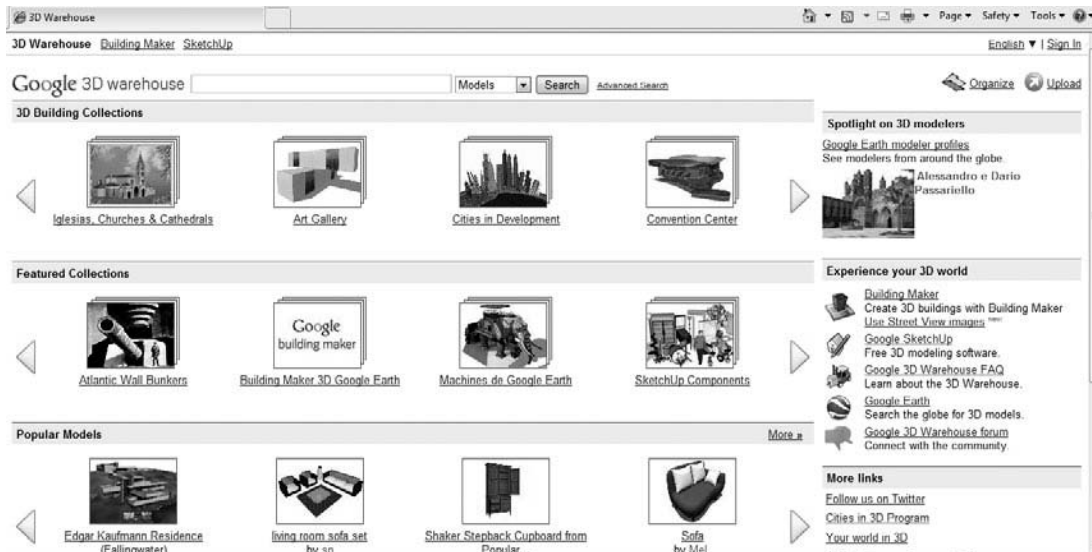 3D Warehouse
Page Safety Tools
3D Warehouse Building Maker SketchUp
English ▼ | Sign In
Google 3D warehouse Models Search Advanced Search
Organize Upload
3D Building Collections
Iglesias, Churches & Cathedrals
Art Gallery
Cities in Development
Convention Center
Featured Collections
Atlantic Wall Bunkers
Google
building maker
Building Maker 3D Google Earth
Machines de Google Earth
SketchUp Components
Popular Models
More »
Edgar Kaufmann Residence
(Fallingwater)
living room sofa set
by sn
Shaker Stepback Cupboard from
Popular
Sofa
by Mel
Spotlight on 3D modelers
Google Earth modeler profiles
See modelers from around the globe.
Alessandro e Dario
Passariello
Experience your 3D world
Building Maker
Create 3D buildings with Building Maker
Use Street View images
Google SketchUp
Free 3D modeling software.
Google 3D Warehouse FAQ
Learn about the 3D Warehouse.
Google Earth
Search the globe for 3D models.
Google 3D Warehouse forum
Connect with the community.
More links
Follow us on Twitter
Cities in 3D Program
Your world in 3D